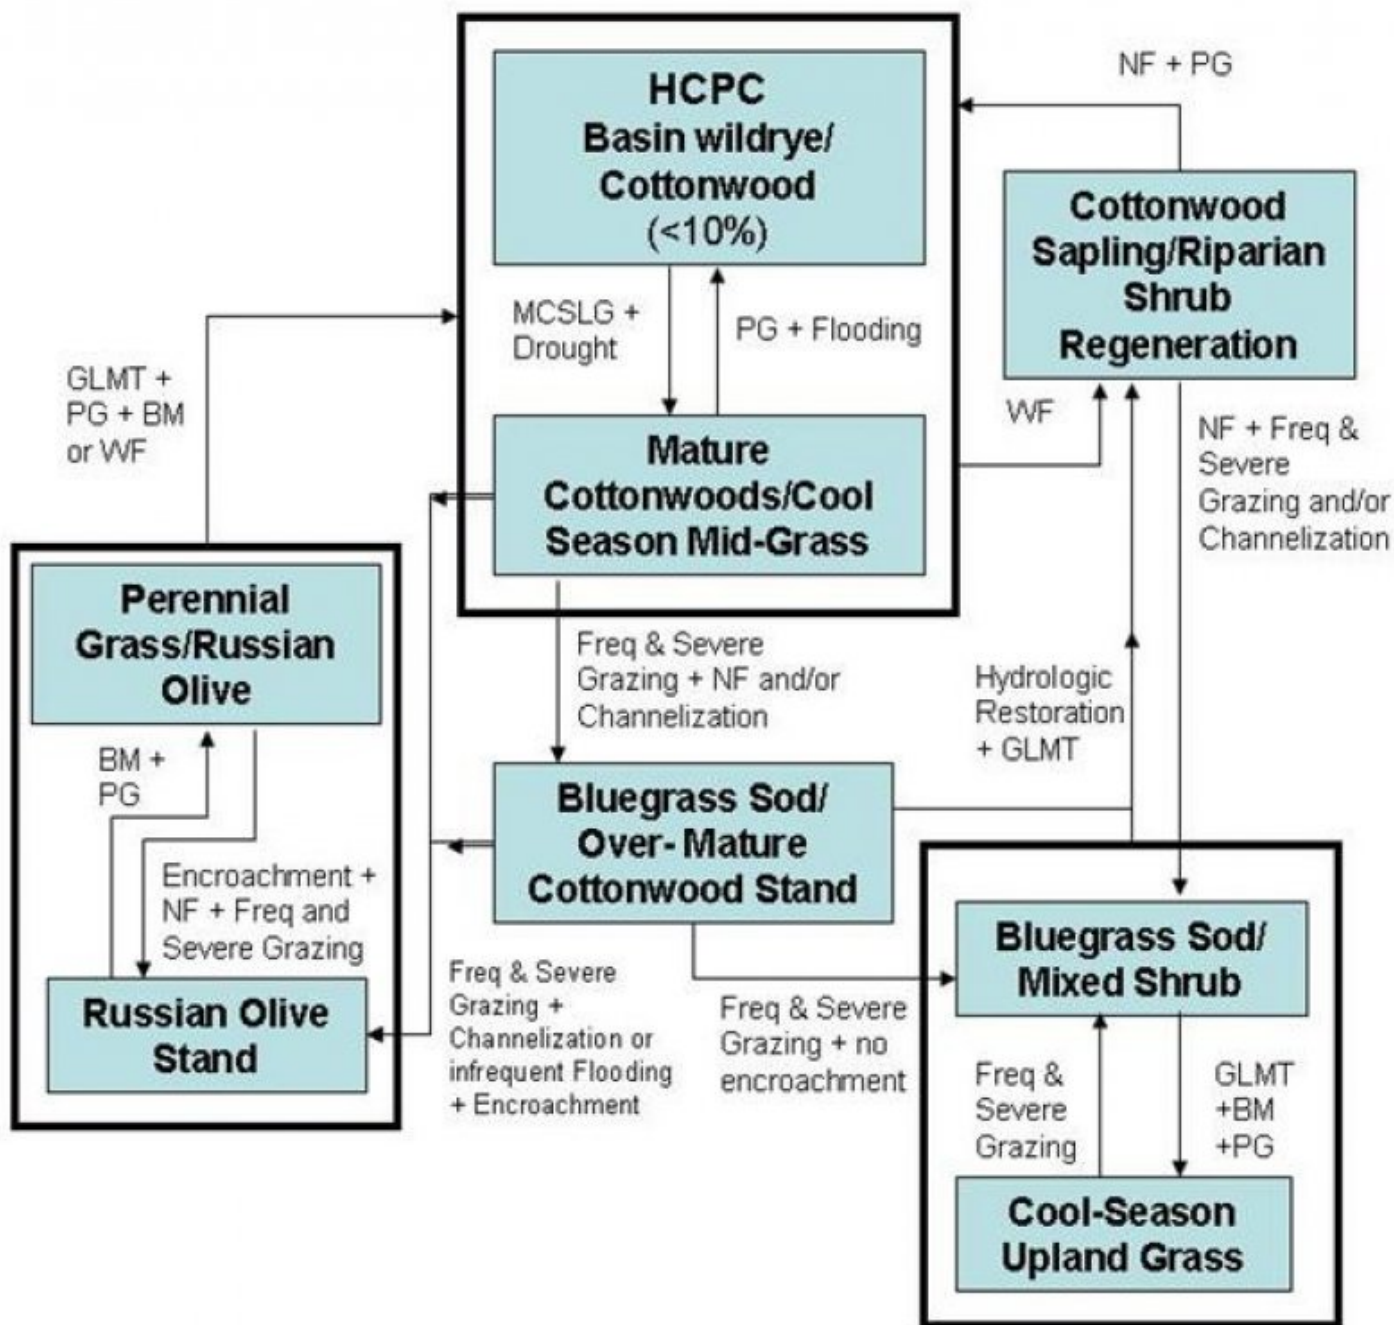 HCPC
Basin wildrye/
Cottonwood
(<10%)
NF + PG
Cottonwood
Sapling/Riparian
Shrub
Regeneration
MCSLG +
Drought
PG + Flooding
GLMT +
PG + BM
or WF
WF
NF + Freq &
Severe
Grazing and/or
Channelization
Mature
Cottonwoods/Cool
Season Mid-Grass
Perennial
Grass/Russian
Olive
Freq & Severe
Grazing + NF and/or
Channelization
Hydrologic
Restoration
+ GLMT
BM +
PG
Bluegrass Sod/
Over- Mature
Cottonwood Stand
Encroachment +
NF + Freq and
Severe Grazing
Bluegrass Sod/
Mixed Shrub
Russian Olive
Stand
Freq & Severe
Grazing +
Channelization or
infrequent Flooding
+ Encroachment
Freq & Severe
Grazing + no
encroachment
Freq &
Severe
Grazing
GLMT
+BM
+PG
Cool-Season
Upland Grass